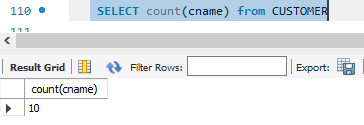 110 SELECT count(cname) from CUSTOMER
111
Result Grid Filter Rows: Export:
count(cname)
10